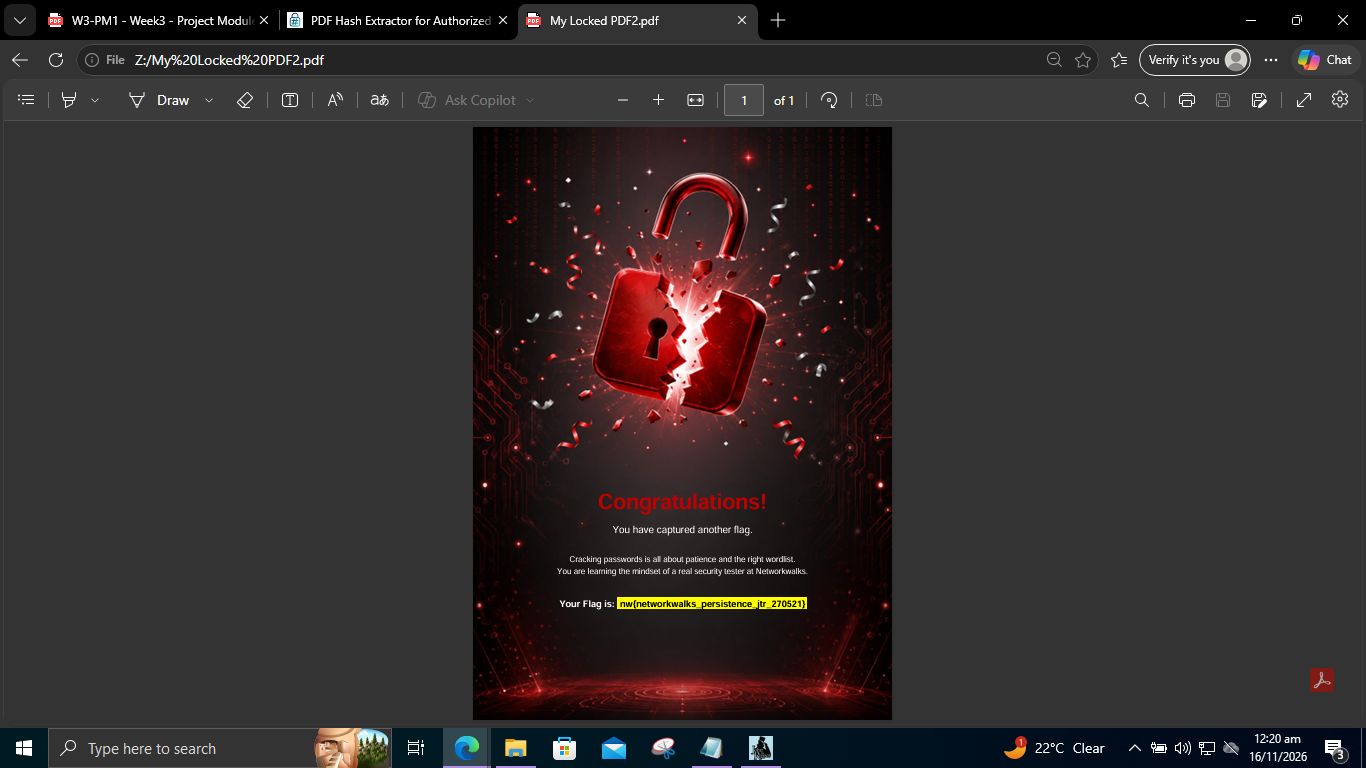 W3-PM1 - Week3 - Project Modul
PDF Hash Extractor for Authorized
My Locked PDF2.pdf
File
Z:/My%20Locked%20PDF2.pdf
Verify it's you
Chat
Draw
Ask Copilot
1
of 1
Congratulations!
You have captured another flag.
Cracking passwords is all about patience and the right wordlist.
You are learning the mindset of a real security tester at Networkwalks.
Your Flag is: nw{networkwalks_persistence_jtr_270521}
Type here to search
1
22°C Clear
12:20 am
16/11/2026
3